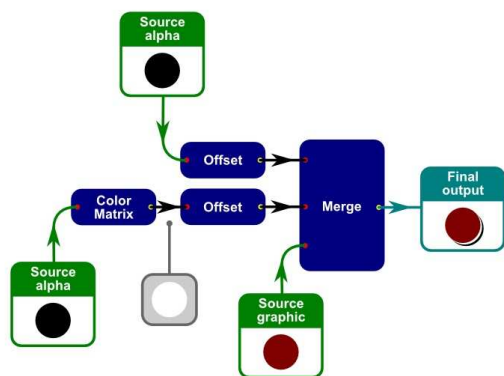 Source
alpha
Offset
Final
output
Color
Matrix
Offset
Merge
Source
alpha
Source
graphic